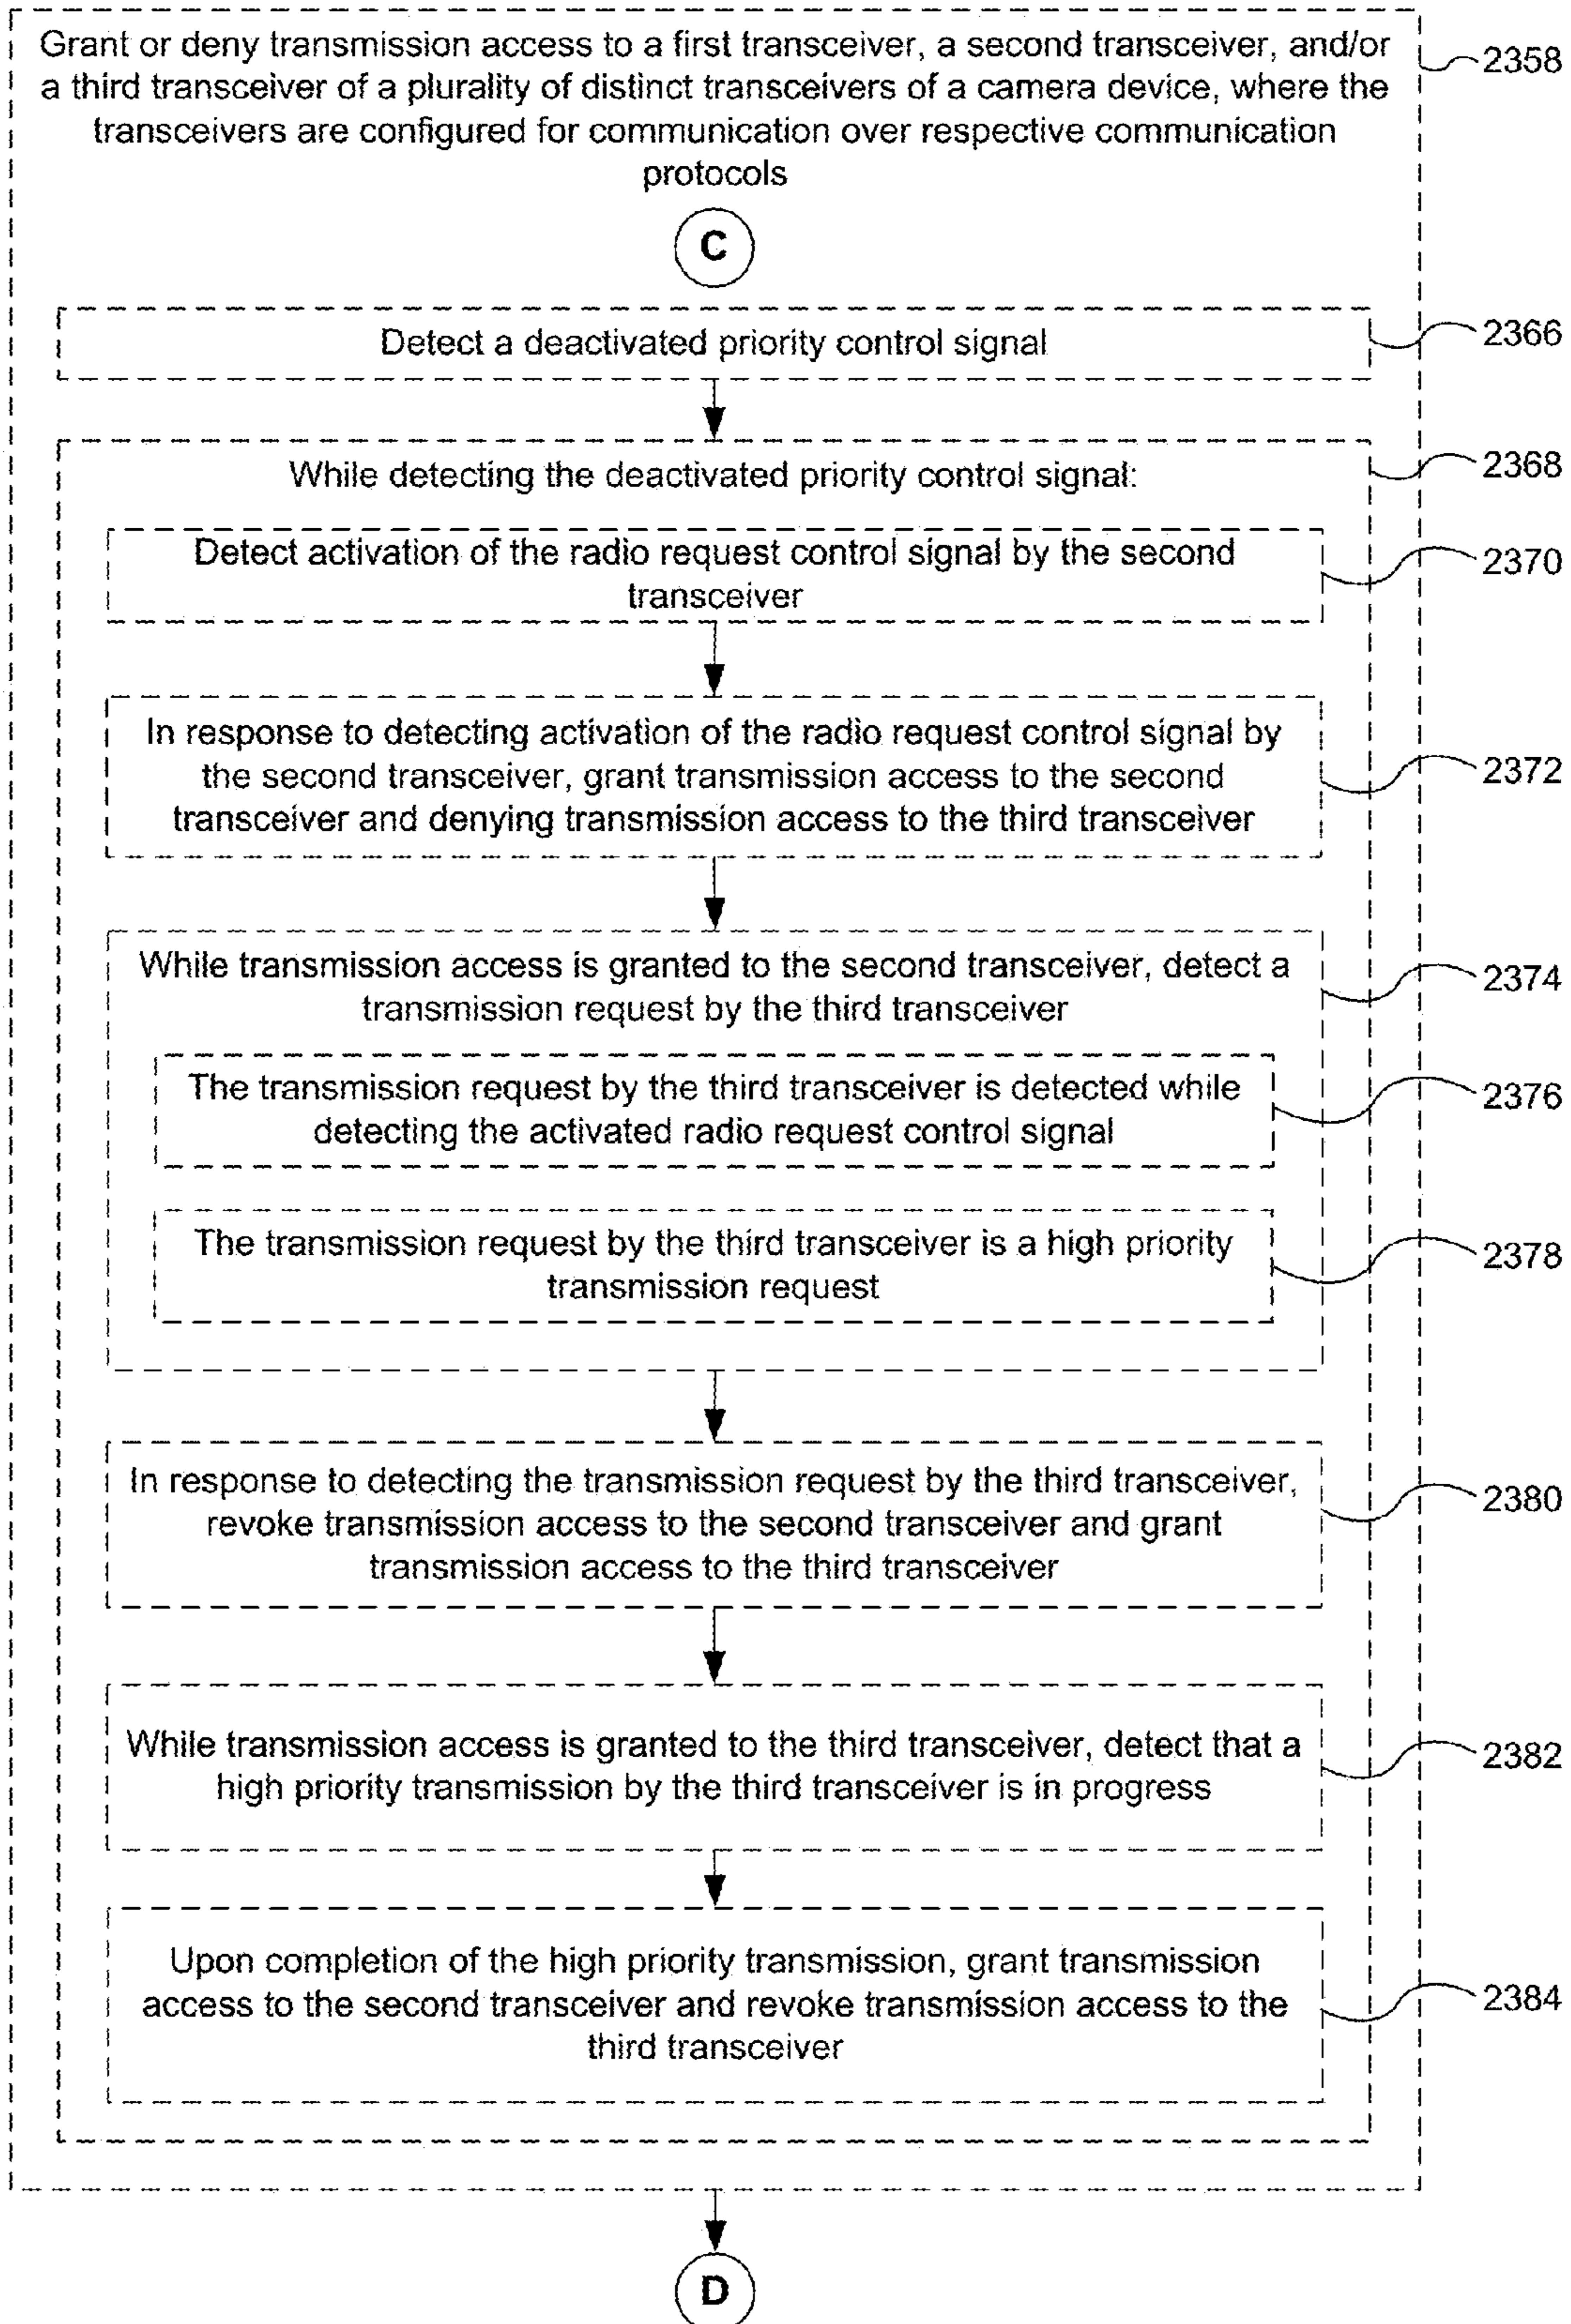 Grant or deny transmission access to a first transceiver, a second transceiver, and/or
a third transceiver of a plurality of distinct transceivers of a camera device, where the
transceivers are configured for communication over respective communication
protocols
2358
C
Detect a deactivated priority control signal
2366
While detecting the deactivated priority control signal:
2368
Detect activation of the radio request control signal by the second
transceiver
2370
In response to detecting activation of the radio request control signal by
the second transceiver, grant transmission access to the second
transceiver and denying transmission access to the third transceiver
2372
While transmission access is granted to the second transceiver, detect a
transmission request by the third transceiver
2374
The transmission request by the third transceiver is detected while
detecting the activated radio request control signal
2376
The transmission request by the third transceiver is a high priority
transmission request
2378
In response to detecting the transmission request by the third transceiver,
revoke transmission access to the second transceiver and grant
transmission access to the third transceiver
2380
While transmission access is granted to the third transceiver, detect that a
high priority transmission by the third transceiver is in progress
2382
Upon completion of the high priority transmission, grant transmission
access to the second transceiver and revoke transmission access to the
third transceiver
2384
D